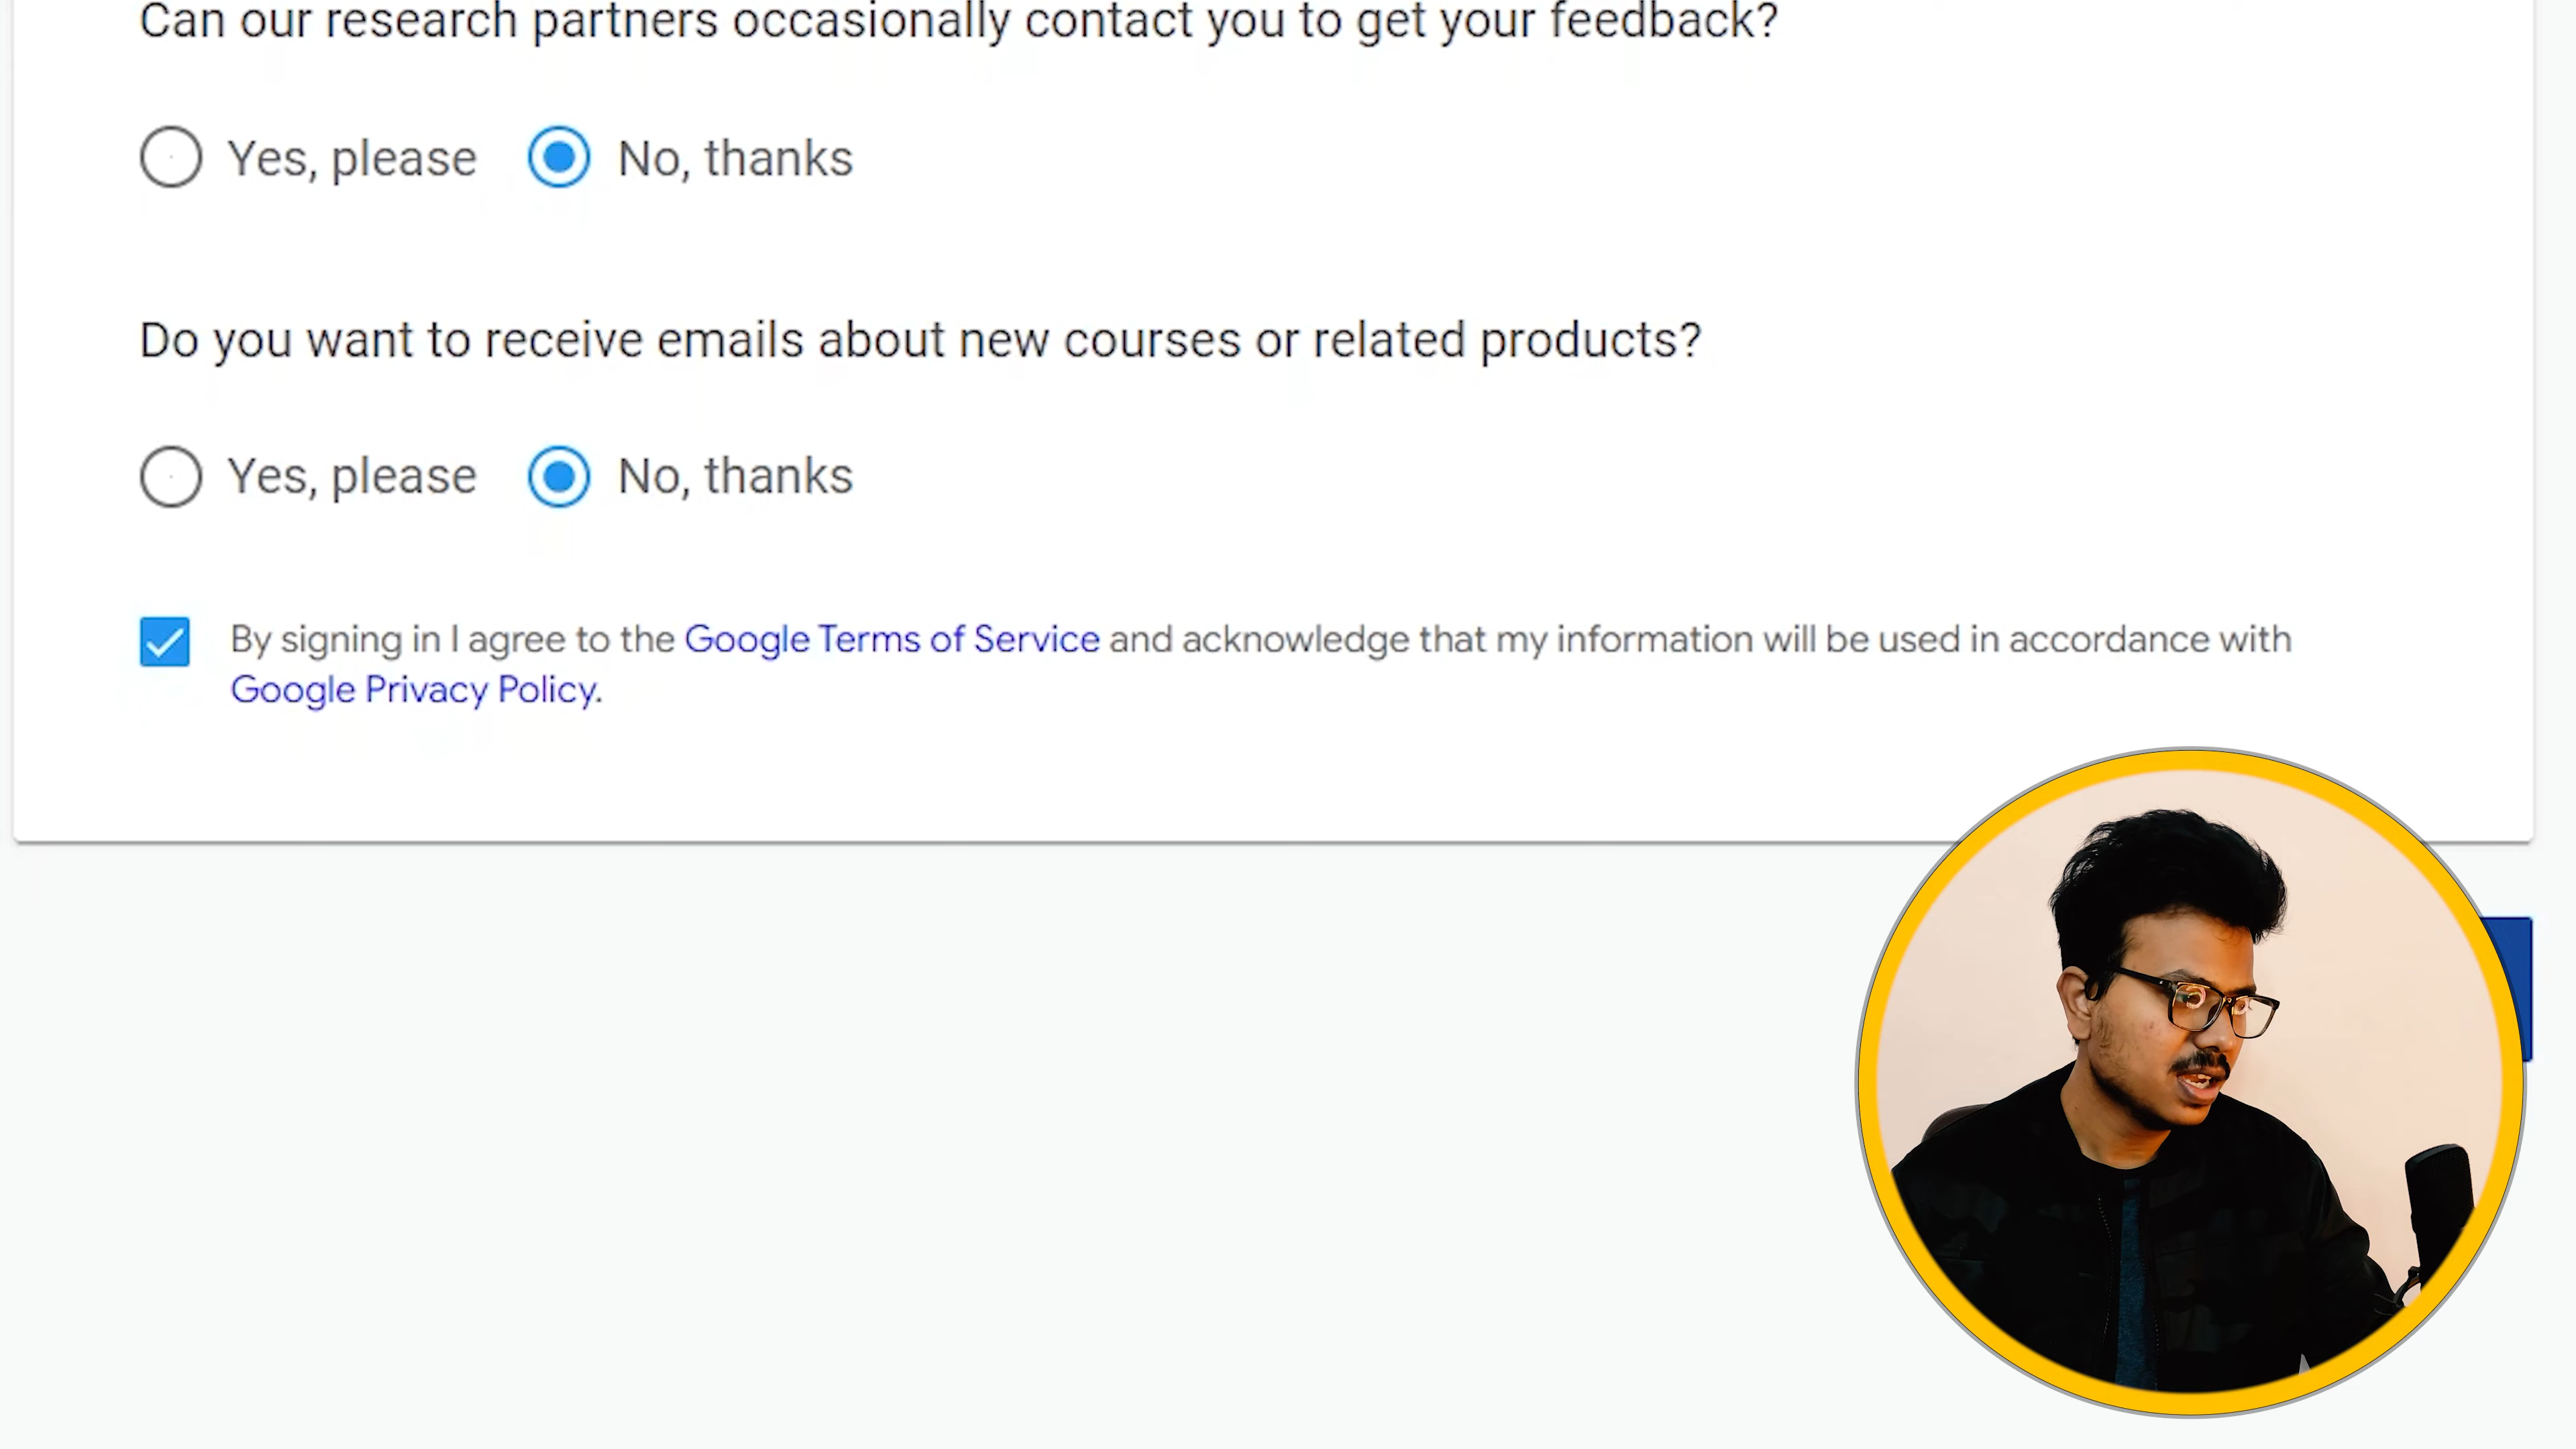 Can our research partners occasionally contact you to get your feedback?
Yes, please No, thanks
Do you want to receive emails about new courses or related products?
Yes, please No, thanks
By signing in I agree to the Google Terms of Service and acknowledge that my information will be used in accordance with
Google Privacy Policy.